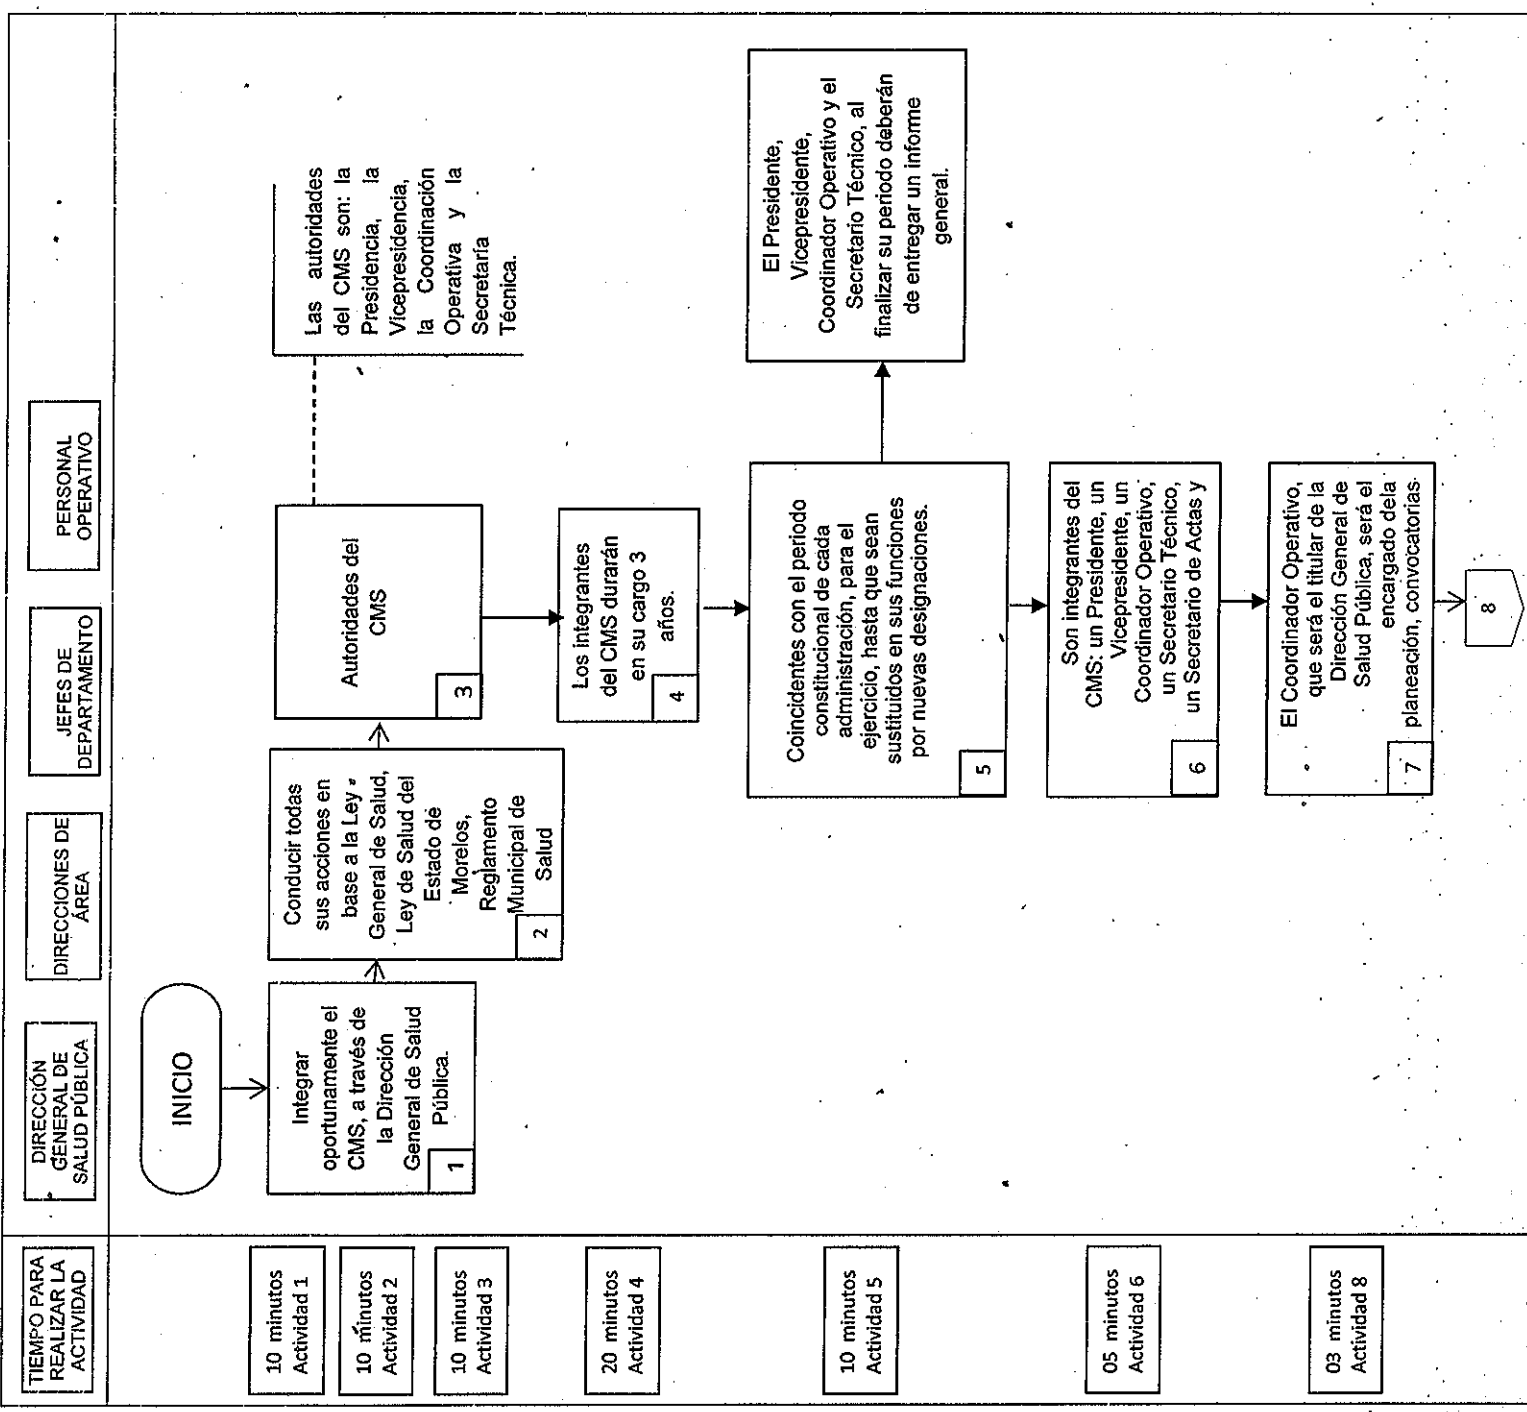 TIEMPO PARA
REALIZAR LA
ACTIVIDAD
DIRECCIÓN
GENERAL DE
SALUD PÚBLICA
DIRECCIONES DE
ÁREA
JEFES DE
DEPARTAMENTO
PERSONAL
OPERATIVO
INICIO
10 minutos
Actividad 1
Integrar
oportunamente el
CMS, a través de
la Dirección
General de Salud
Pública.
1
10 minutos
Actividad 2
Conducir todas
sus acciones en
base a la Ley
General de Salud,
Ley de Salud del
Estado de
Morelos,
Reglamento
Municipal de
Salud
2
10 minutos
Actividad 3
Autoridades del
CMS
3
Las autoridades
del CMS son: la
Presidencia, la
Vicepresidencia,
la Coordinación
Operativa y la
Secretaría
Técnica.
20 minutos
Actividad 4
Los integrantes
del CMS durarán
en su cargo 3
años.
4
10 minutos
Actividad 5
Coincidentes con el periodo
constitucional de cada
administración, para el
ejercicio, hasta que sean
sustituidos en sus funciones
por nuevas designaciones.
5
El Presidente,
Vicepresidente,
Coordinador Operativo y el
Secretario Técnico, al
finalizar su periodo deberán
de entregar un informe
general.
05 minutos
Actividad 6
Son integrantes del
CMS: un Presidente, un
Vicepresidente, un
Coordinador Operativo,
un Secretario Técnico,
un Secretario de Actas y
6
03 minutos
Actividad 8
El Coordinador Operativo,
que será el titular de la
Dirección General de
Salud Pública, será el
encargado dela
planeación, convocatorias
7
8